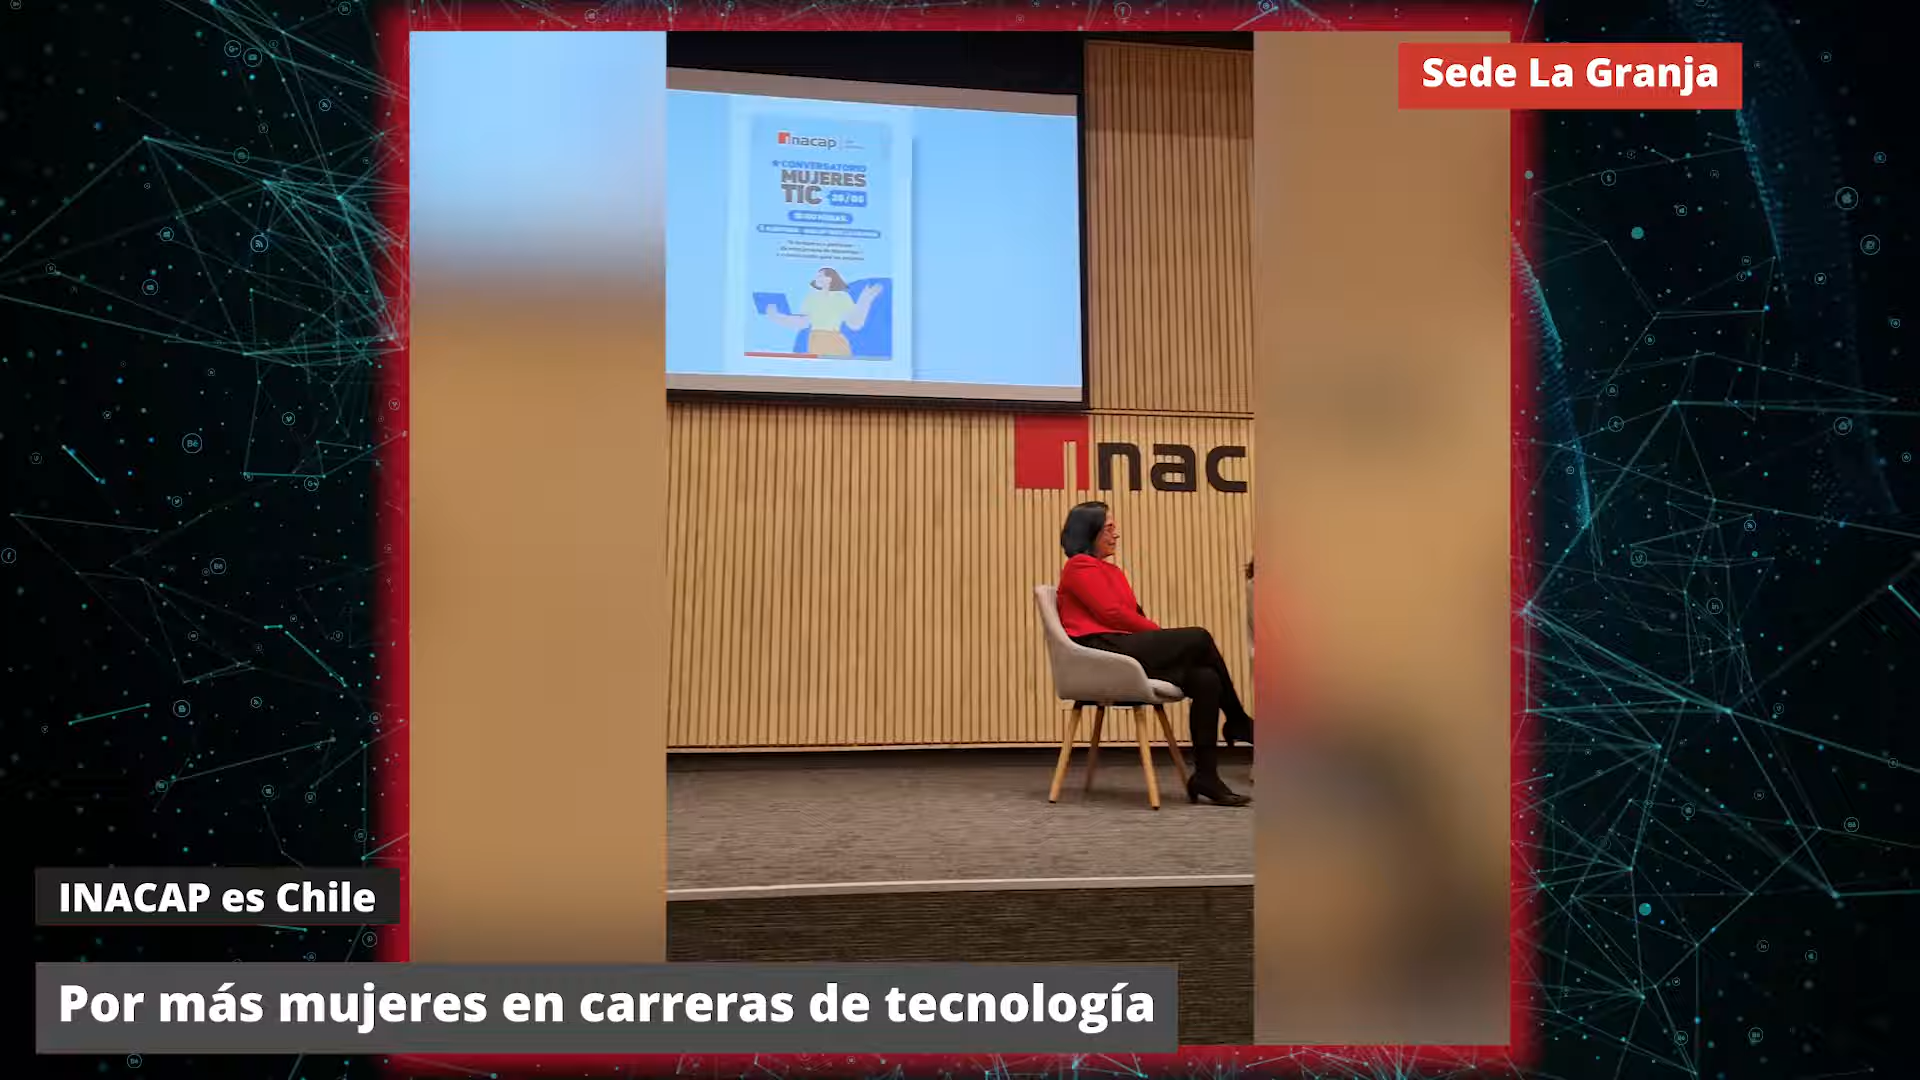 Sede La Granja
inacap
CONVERSATORIO
MUJERES
TIC
inac
INACAP es Chile
Por más mujeres en carreras de tecnología